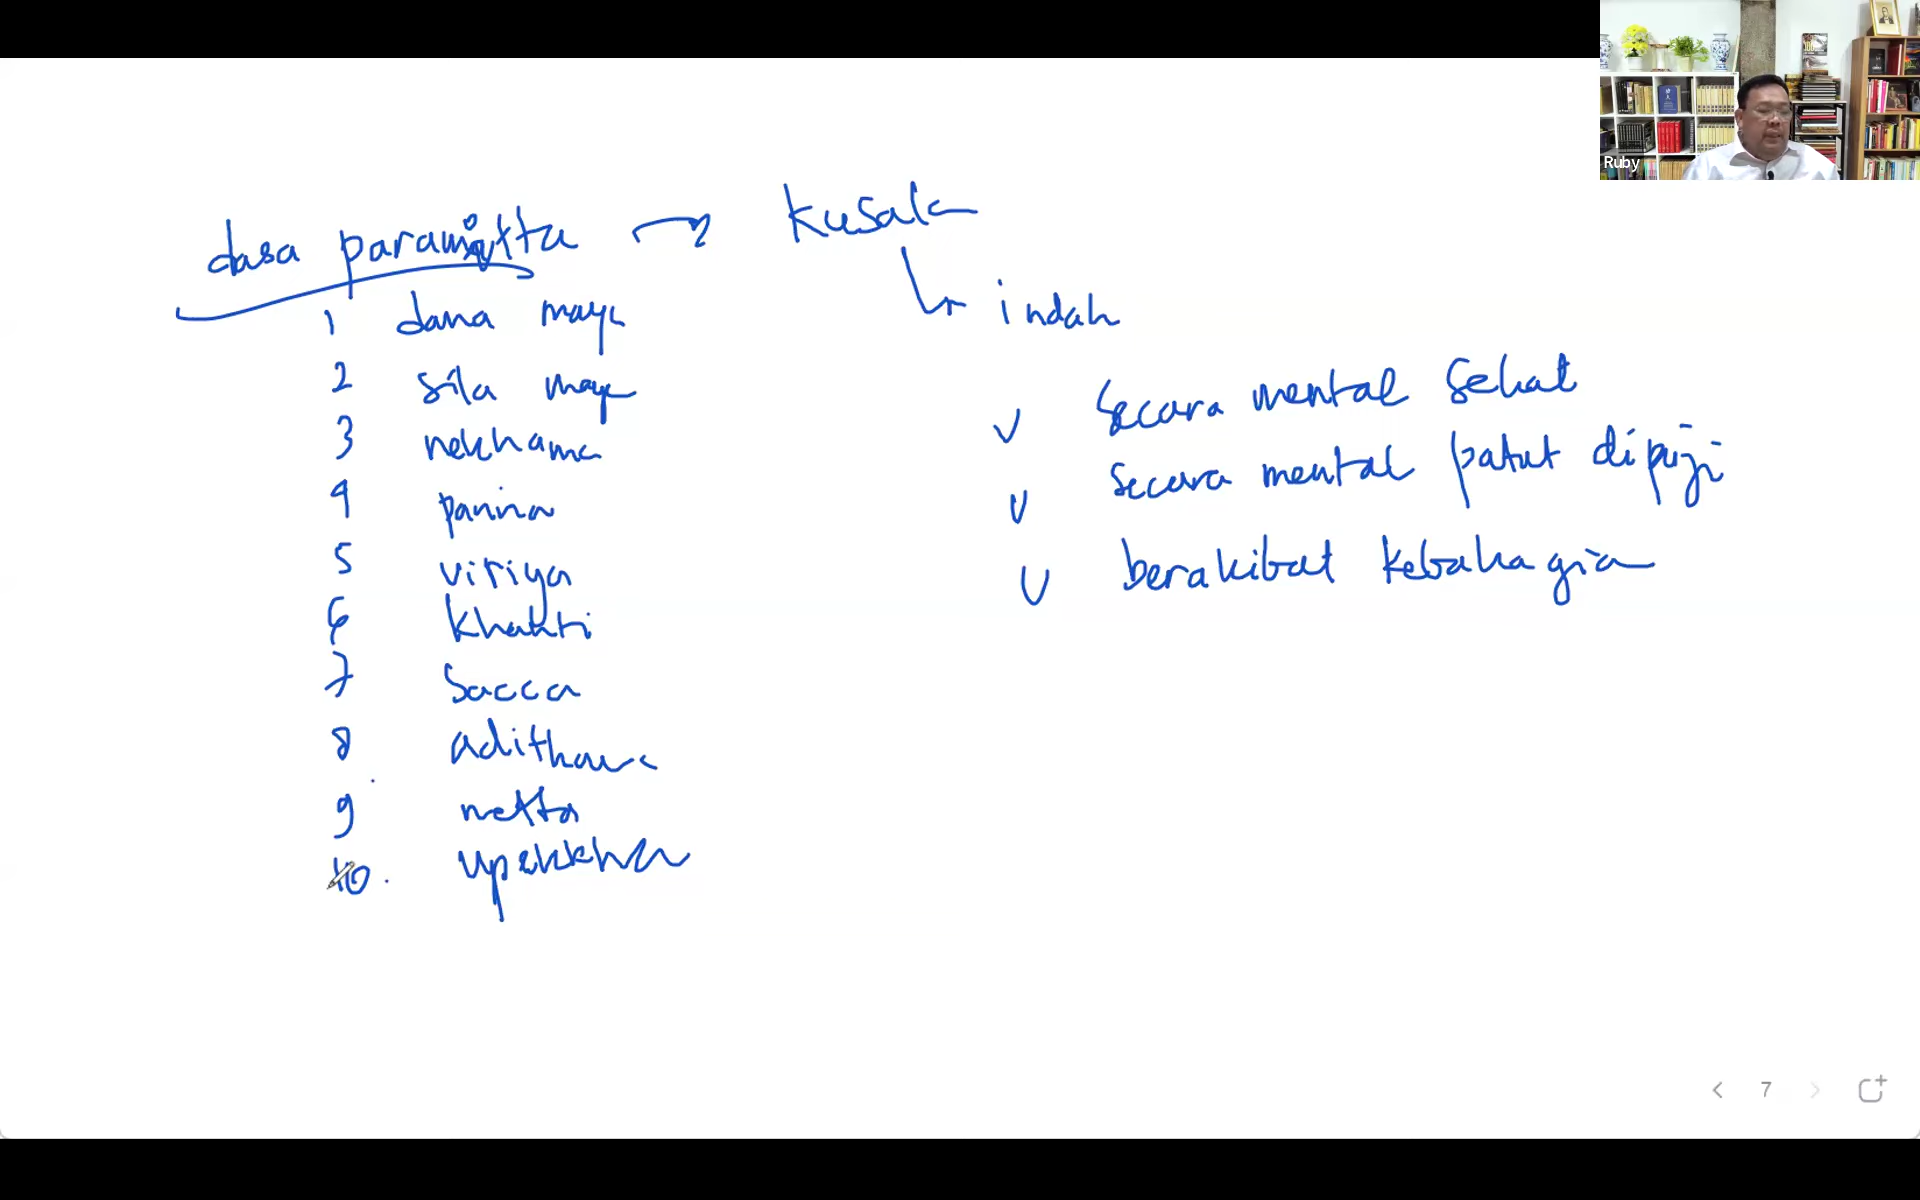 Ruby
dasa paramitta → kusala
↳ indah
1 dana maya
2 sila maya
3 nekhama
4 panna
5 viriya
6 khanti
7 sacca
8 adithana
9 metta
10. upekkha
v secara mental sehat
v secara mental patut dipuji
v berakibat kebahagia
7